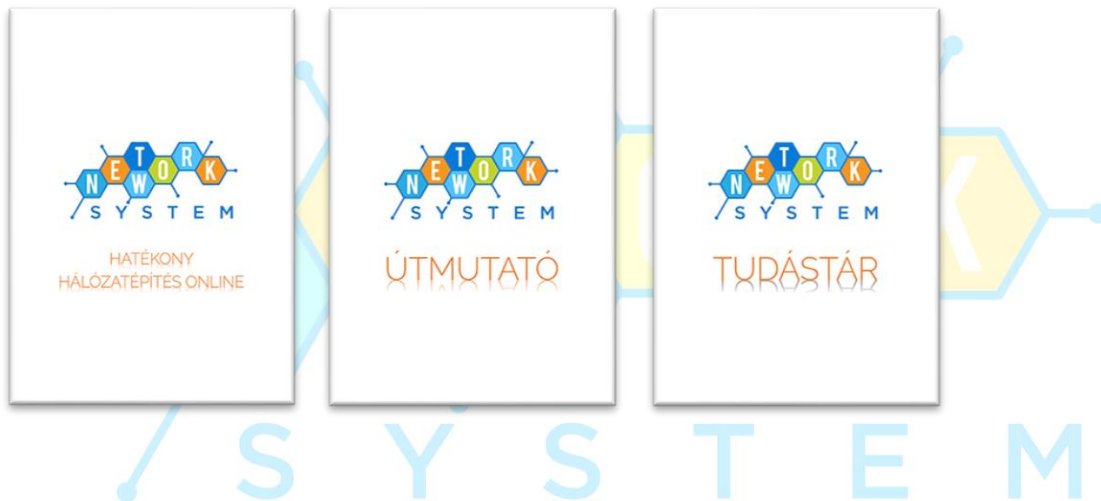 NETWORK
SYSTEM
HATÉKONY
HÁLÓZATÉPÍTÉS ONLINE
NETWORK
SYSTEM
ÚTMUTATÓ
NETWORK
SYSTEM
TUDÁSTÁR
K
SYSTEM